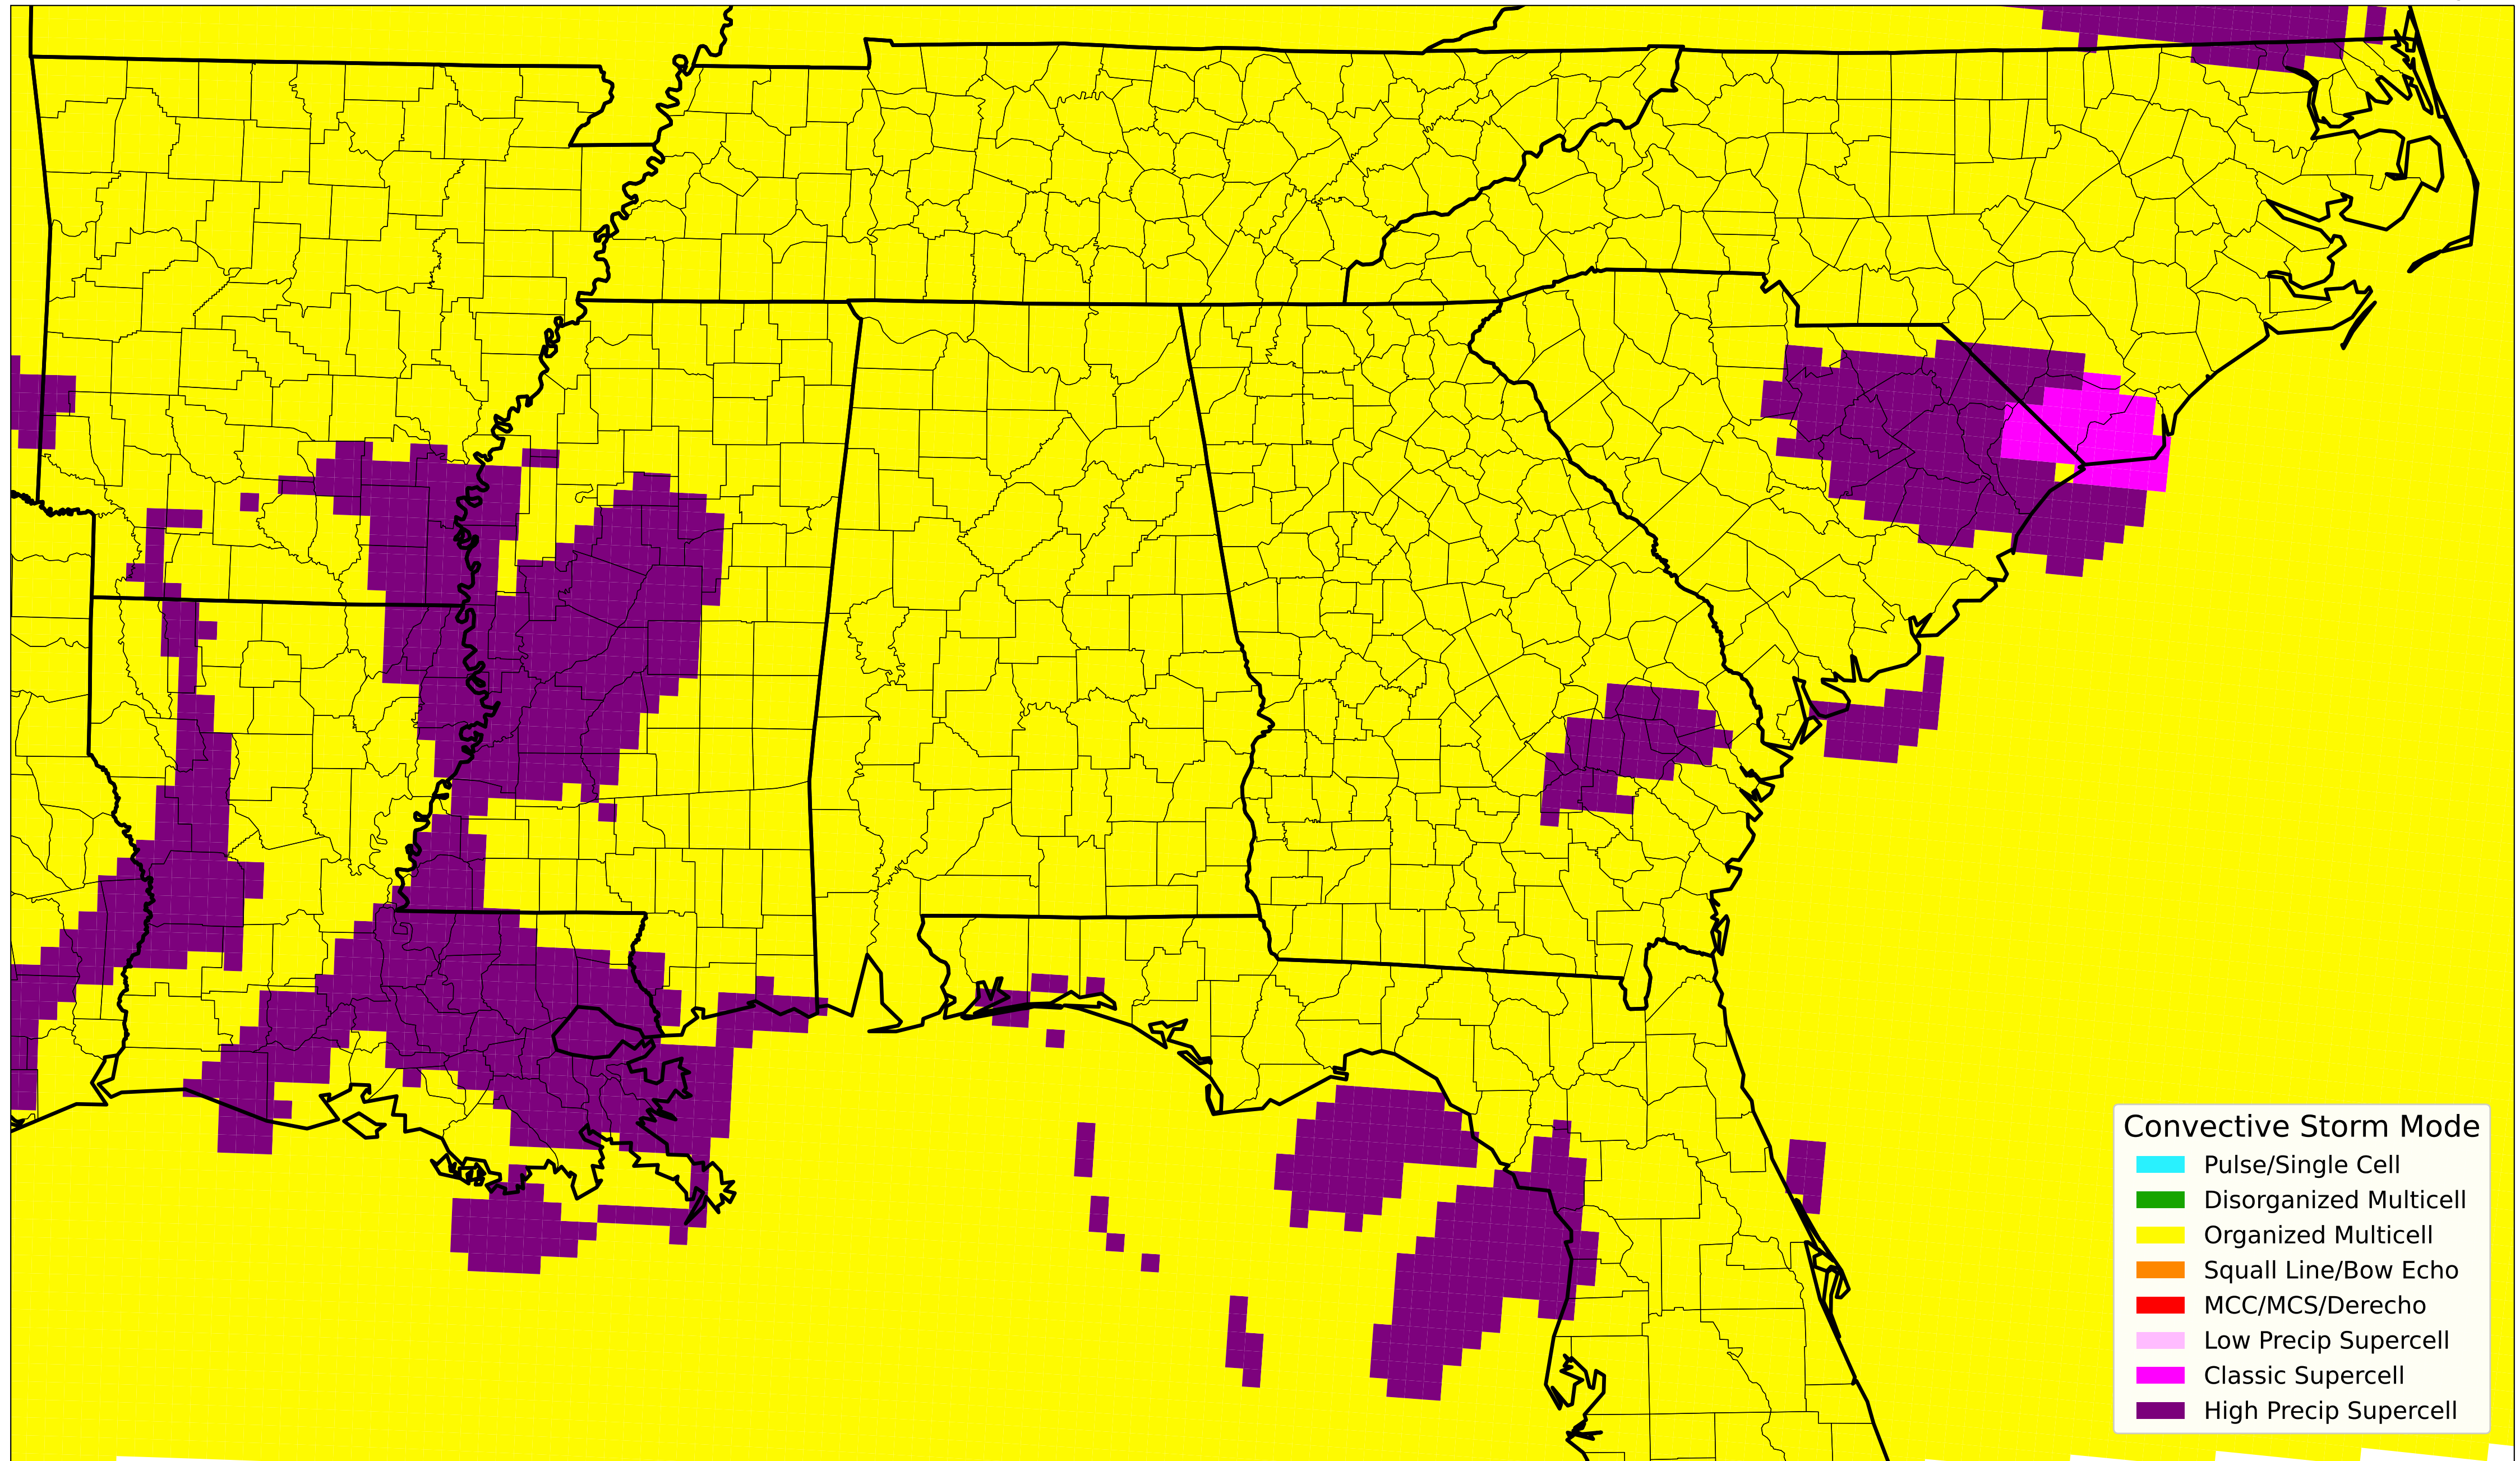 Convective Storm Mode
Pulse/Single Cell
Disorganized Multicell
Organized Multicell
Squall Line/Bow Echo
MCC/MCS/Derecho
Low Precip Supercell
Classic Supercell
High Precip Supercell